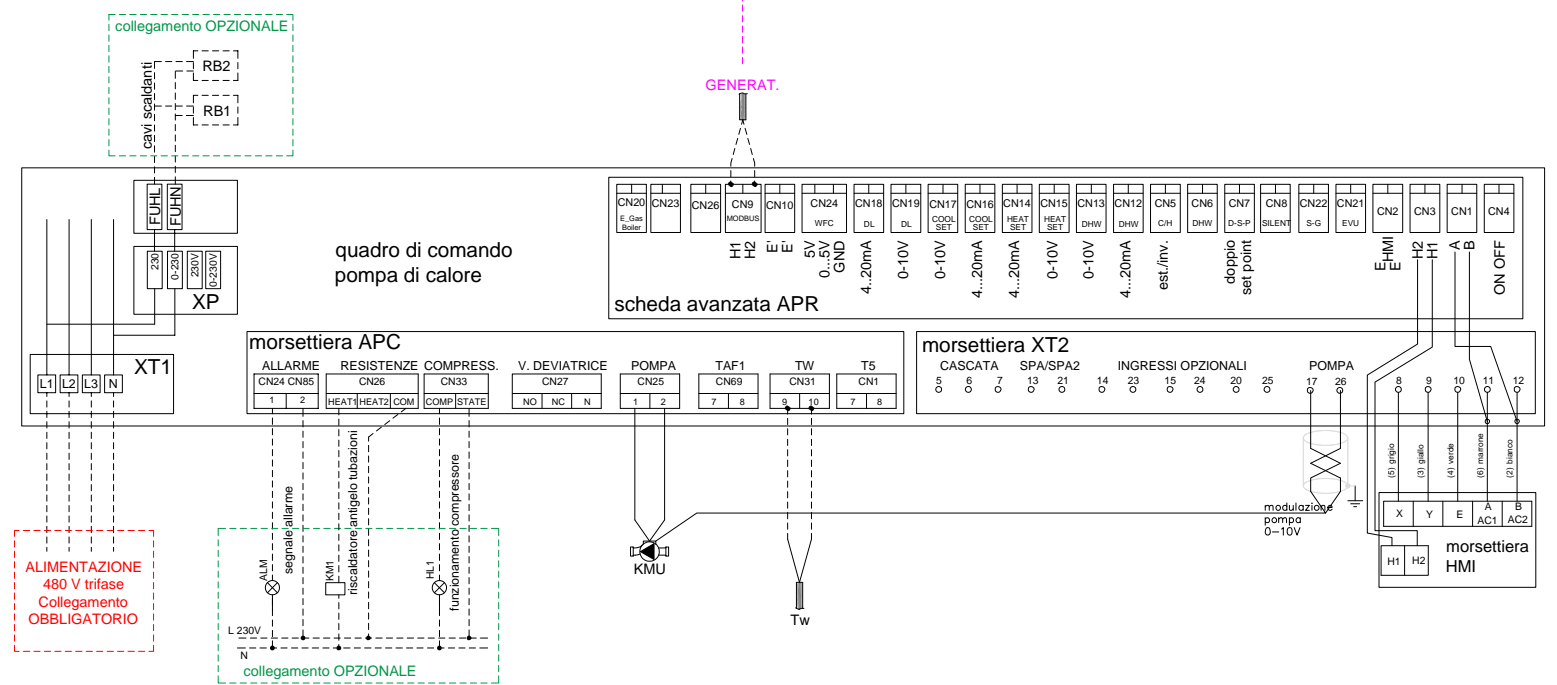 collegamento OPZIONALE
RB2
RB1
cavi scaldanti
GENERAT.
FUHL
FUHN
230
0-230
230V
0-230V
XP
quadro di comando
pompa di calore
CN20
E_Gas
Boiler
CN23
CN26
CN9
MODBUS
CN10
CN24
WFC
CN18
DL
CN19
DL
CN17
COOL
SET
CN16
COOL
SET
CN14
HEAT
SET
CN15
HEAT
SET
CN13
DHW
CN12
DHW
CN5
C/H
CN6
DHW
CN7
D-S-P
CN8
SILENT
CN22
S-G
CN21
EVU
CN2
CN3
CN1
CN4
H1
H2
E'
E'
5V
0...5V
GND
4..20mA
0-10V
0-10V
4...20mA
4...20mA
0-10V
0-10V
4...20mA
est./inv.
doppio
set point
E
HMI
E
H2
H1
A
B
ON OFF
scheda avanzata APR
XT1
L1
L2
L3
N
morsettiera APC
ALLARME
RESISTENZE
COMPRESS.
V. DEVIATRICE
POMPA
TAF1
TW
T5
CN24 CN85
CN26
CN33
CN27
CN25
CN69
CN31
CN1
1
2
HEAT1
HEAT2
COM
COMP
STATE
NO
NC
N
1
2
7
8
9
10
7
8
morsettiera XT2
CASCATA
SPA/SPA2
INGRESSI OPZIONALI
POMPA
5
6
7
13
21
14
23
15
24
20
25
17
26
8
9
10
11
12
(5) grigio
(3) giallo
(4) verde
(6) marrone
(2) bianco
ALIMENTAZIONE
480 V trifase
Collegamento
OBBLIGATORIO
ALM
segnale allarme
KM1
riscaldatore antigelo tubazioni
HL1
funzionamento compressore
L 230V
N
collegamento OPZIONALE
KMU
Tw
modulazione
pompa
0-10V
X
Y
E
A
AC1
B
AC2
H1
H2
morsettiera
HMI